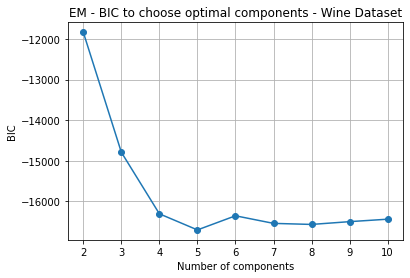 EM - BIC to choose optimal components - Wine Dataset
−12000
−13000
−14000
−15000
−16000
BIC
2 3 4 5 6 7 8 9 10
Number of components